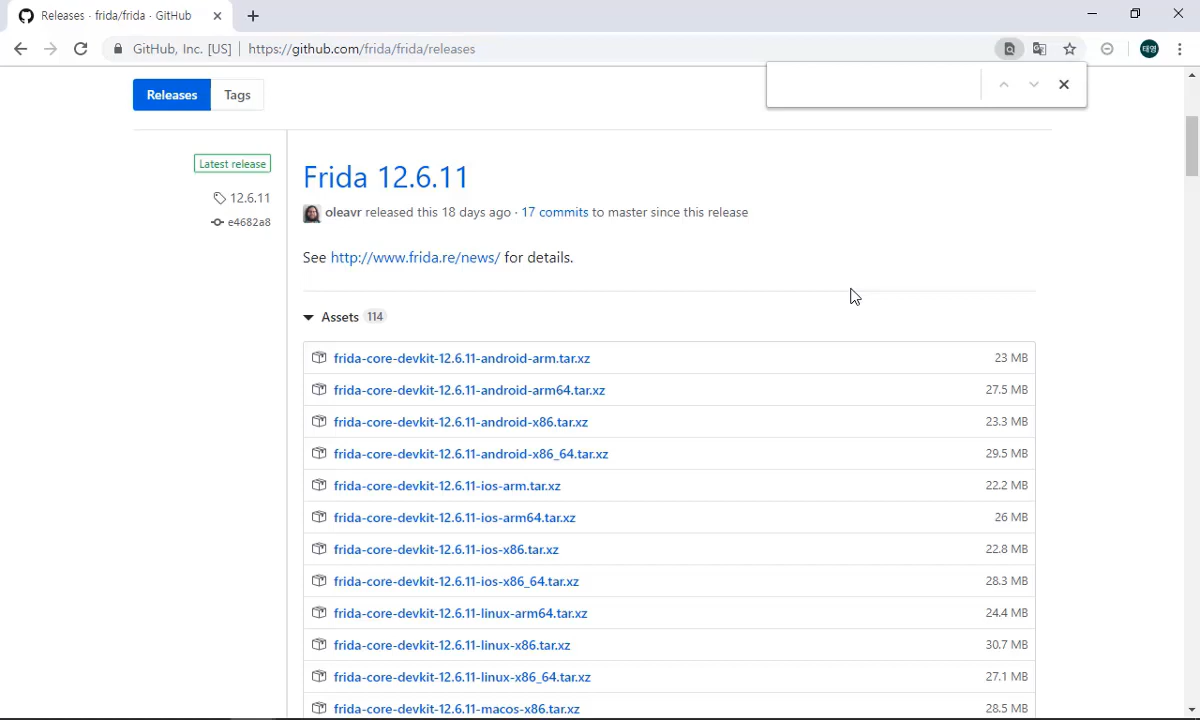 Releases · frida/frida · GitHub
GitHub, Inc. [US] | https://github.com/frida/frida/releases
태영
Releases
Tags
Latest release
12.6.11
e4682a8
Frida 12.6.11
oleavr released this 18 days ago · 17 commits to master since this release
See http://www.frida.re/news/ for details.
Assets 114
frida-core-devkit-12.6.11-android-arm.tar.xz 23 MB
frida-core-devkit-12.6.11-android-arm64.tar.xz 27.5 MB
frida-core-devkit-12.6.11-android-x86.tar.xz 23.3 MB
frida-core-devkit-12.6.11-android-x86_64.tar.xz 29.5 MB
frida-core-devkit-12.6.11-ios-arm.tar.xz 22.2 MB
frida-core-devkit-12.6.11-ios-arm64.tar.xz 26 MB
frida-core-devkit-12.6.11-ios-x86.tar.xz 22.8 MB
frida-core-devkit-12.6.11-ios-x86_64.tar.xz 28.3 MB
frida-core-devkit-12.6.11-linux-arm64.tar.xz 24.4 MB
frida-core-devkit-12.6.11-linux-x86.tar.xz 30.7 MB
frida-core-devkit-12.6.11-linux-x86_64.tar.xz 27.1 MB
frida-core-devkit-12.6.11-macos-x86.tar.xz 28.5 MB